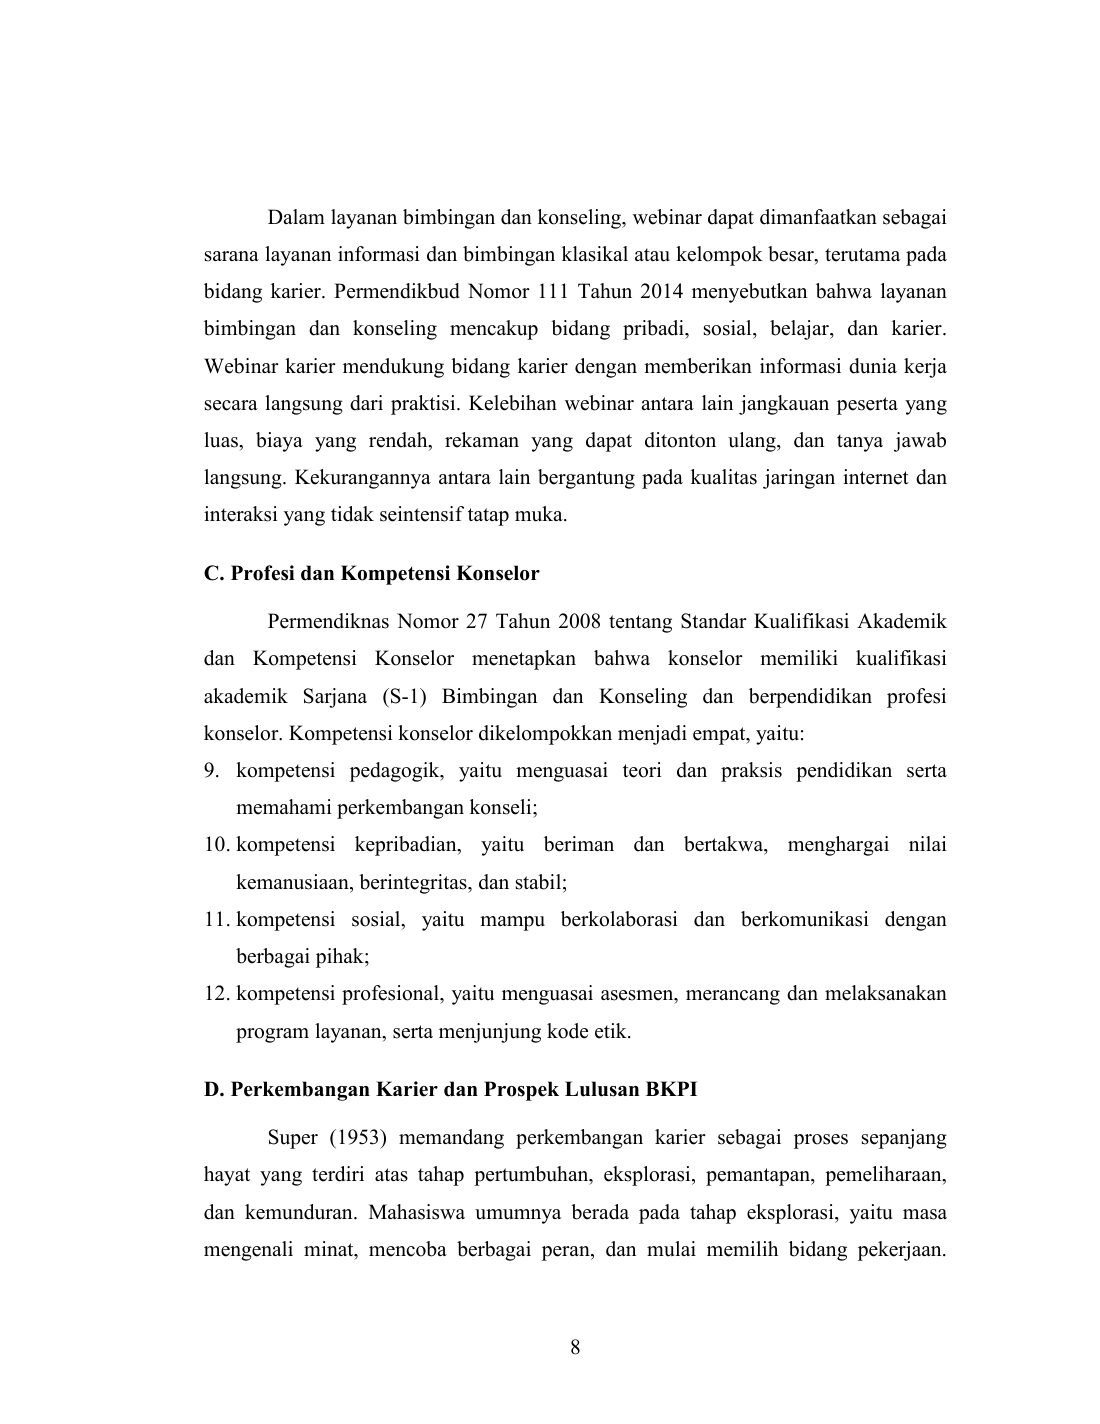 Dalam layanan bimbingan dan konseling, webinar dapat dimanfaatkan sebagai
sarana layanan informasi dan bimbingan klasikal atau kelompok besar, terutama pada
bidang karier. Permendikbud Nomor 111 Tahun 2014 menyebutkan bahwa layanan
bimbingan dan konseling mencakup bidang pribadi, sosial, belajar, dan karier.
Webinar karier mendukung bidang karier dengan memberikan informasi dunia kerja
secara langsung dari praktisi. Kelebihan webinar antara lain jangkauan peserta yang
luas, biaya yang rendah, rekaman yang dapat ditonton ulang, dan tanya jawab
langsung. Kekurangannya antara lain bergantung pada kualitas jaringan internet dan
interaksi yang tidak seintensif tatap muka.
C. Profesi dan Kompetensi Konselor
Permendiknas Nomor 27 Tahun 2008 tentang Standar Kualifikasi Akademik
dan Kompetensi Konselor menetapkan bahwa konselor memiliki kualifikasi
akademik Sarjana (S-1) Bimbingan dan Konseling dan berpendidikan profesi
konselor. Kompetensi konselor dikelompokkan menjadi empat, yaitu:
9. kompetensi pedagogik, yaitu menguasai teori dan praksis pendidikan serta
memahami perkembangan konseli;
10. kompetensi kepribadian, yaitu beriman dan bertakwa, menghargai nilai
kemanusiaan, berintegritas, dan stabil;
11. kompetensi sosial, yaitu mampu berkolaborasi dan berkomunikasi dengan
berbagai pihak;
12. kompetensi profesional, yaitu menguasai asesmen, merancang dan melaksanakan
program layanan, serta menjunjung kode etik.
D. Perkembangan Karier dan Prospek Lulusan BKPI
Super (1953) memandang perkembangan karier sebagai proses sepanjang
hayat yang terdiri atas tahap pertumbuhan, eksplorasi, pemantapan, pemeliharaan,
dan kemunduran. Mahasiswa umumnya berada pada tahap eksplorasi, yaitu masa
mengenali minat, mencoba berbagai peran, dan mulai memilih bidang pekerjaan.
8